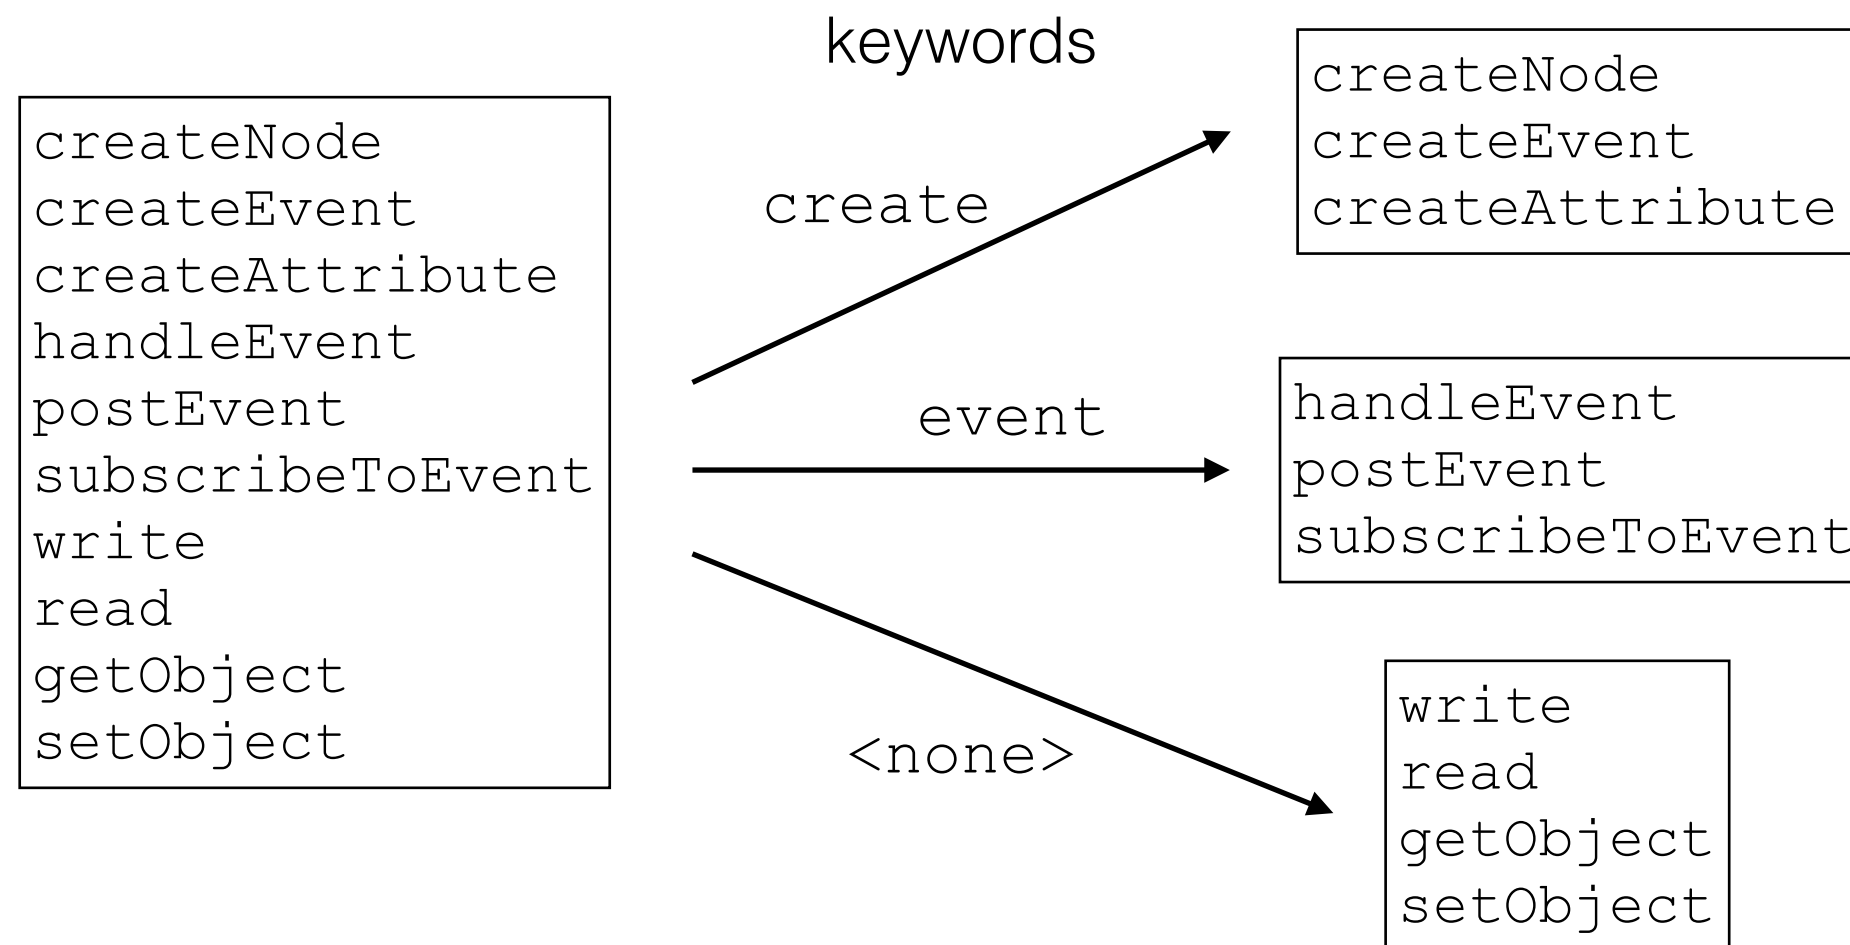 keywords
createNode
createEvent
createAttribute
handleEvent
postEvent
subscribeToEvent
write
read
getObject
setObject
create
event
<none>
createNode
createEvent
createAttribute
handleEvent
postEvent
subscribeToEvent
write
read
getObject
setObject